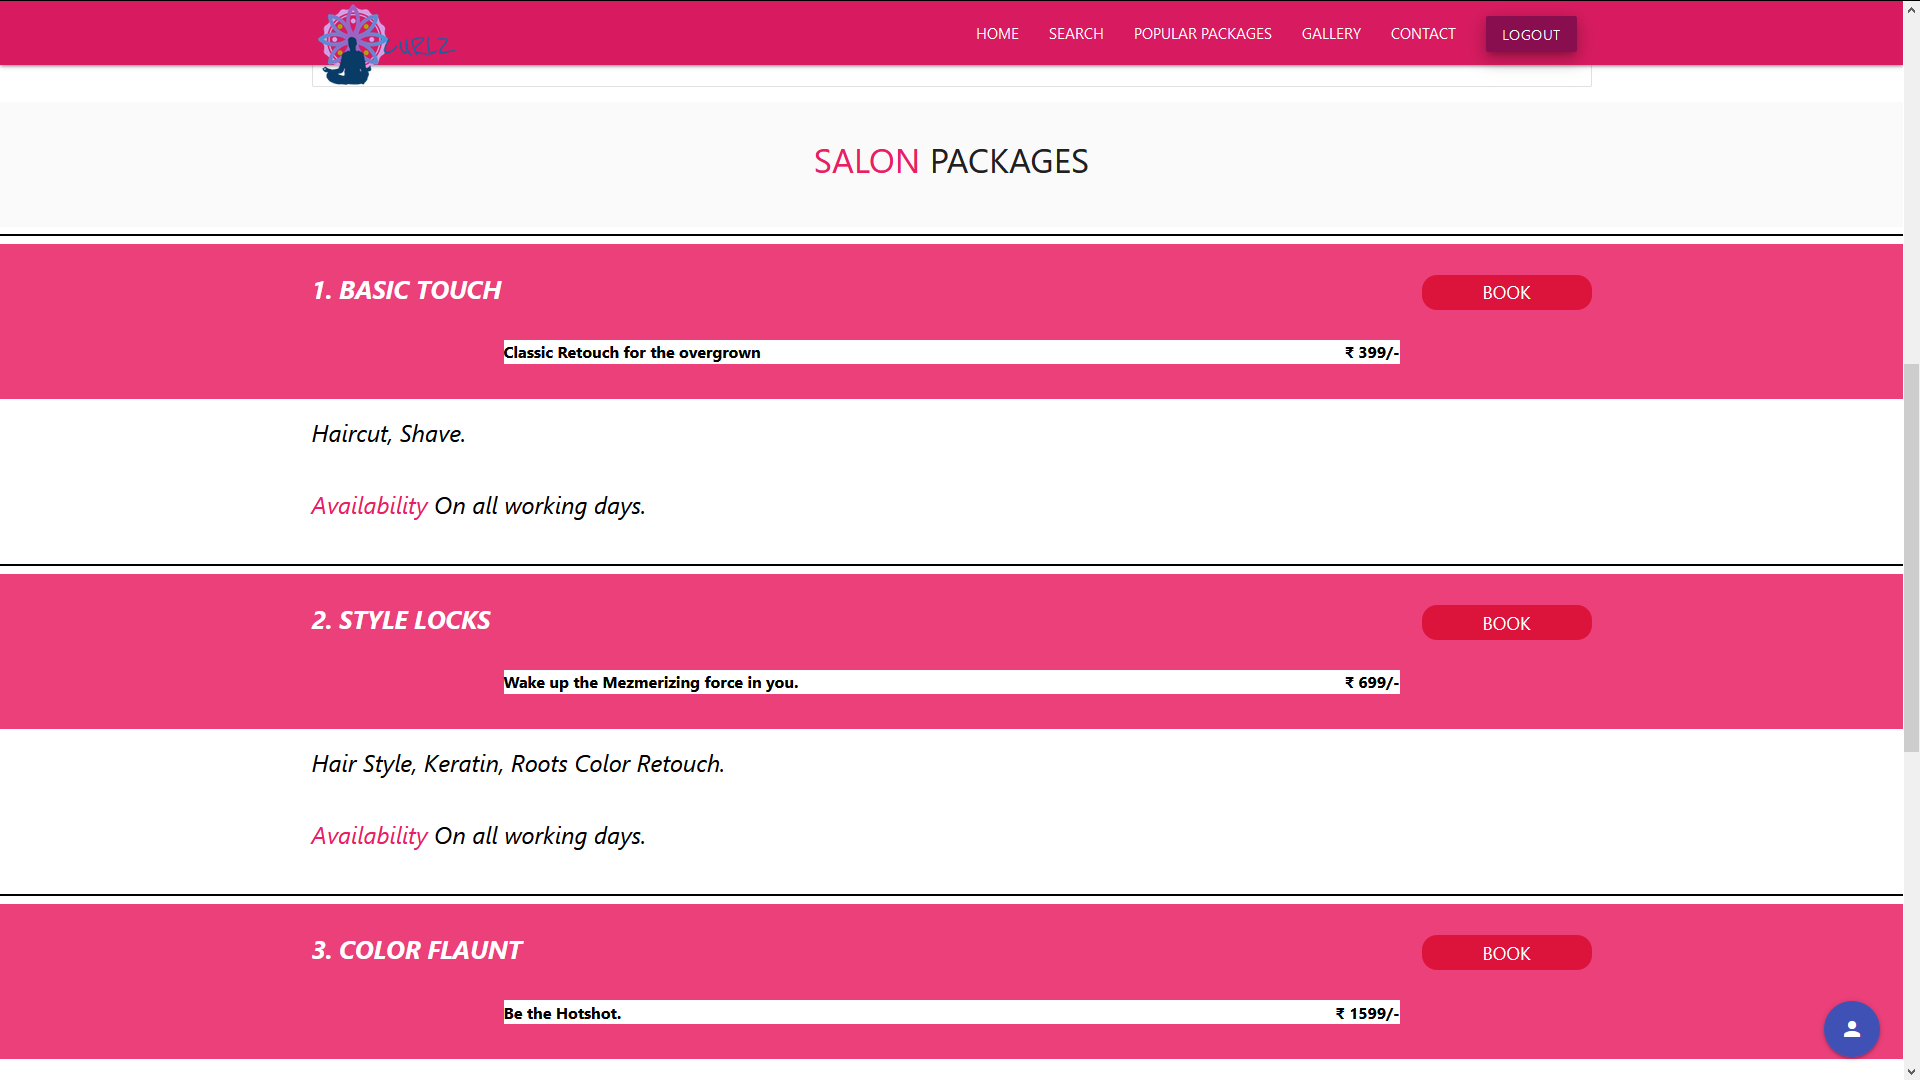 CURLZ
HOME SEARCH POPULAR PACKAGES GALLERY CONTACT LOGOUT
SALON PACKAGES
1. BASIC TOUCH BOOK
Classic Retouch for the overgrown ₹ 399/-
Haircut, Shave.
Availability On all working days.
2. STYLE LOCKS BOOK
Wake up the Mezmerizing force in you. ₹ 699/-
Hair Style, Keratin, Roots Color Retouch.
Availability On all working days.
3. COLOR FLAUNT BOOK
Be the Hotshot. ₹ 1599/-